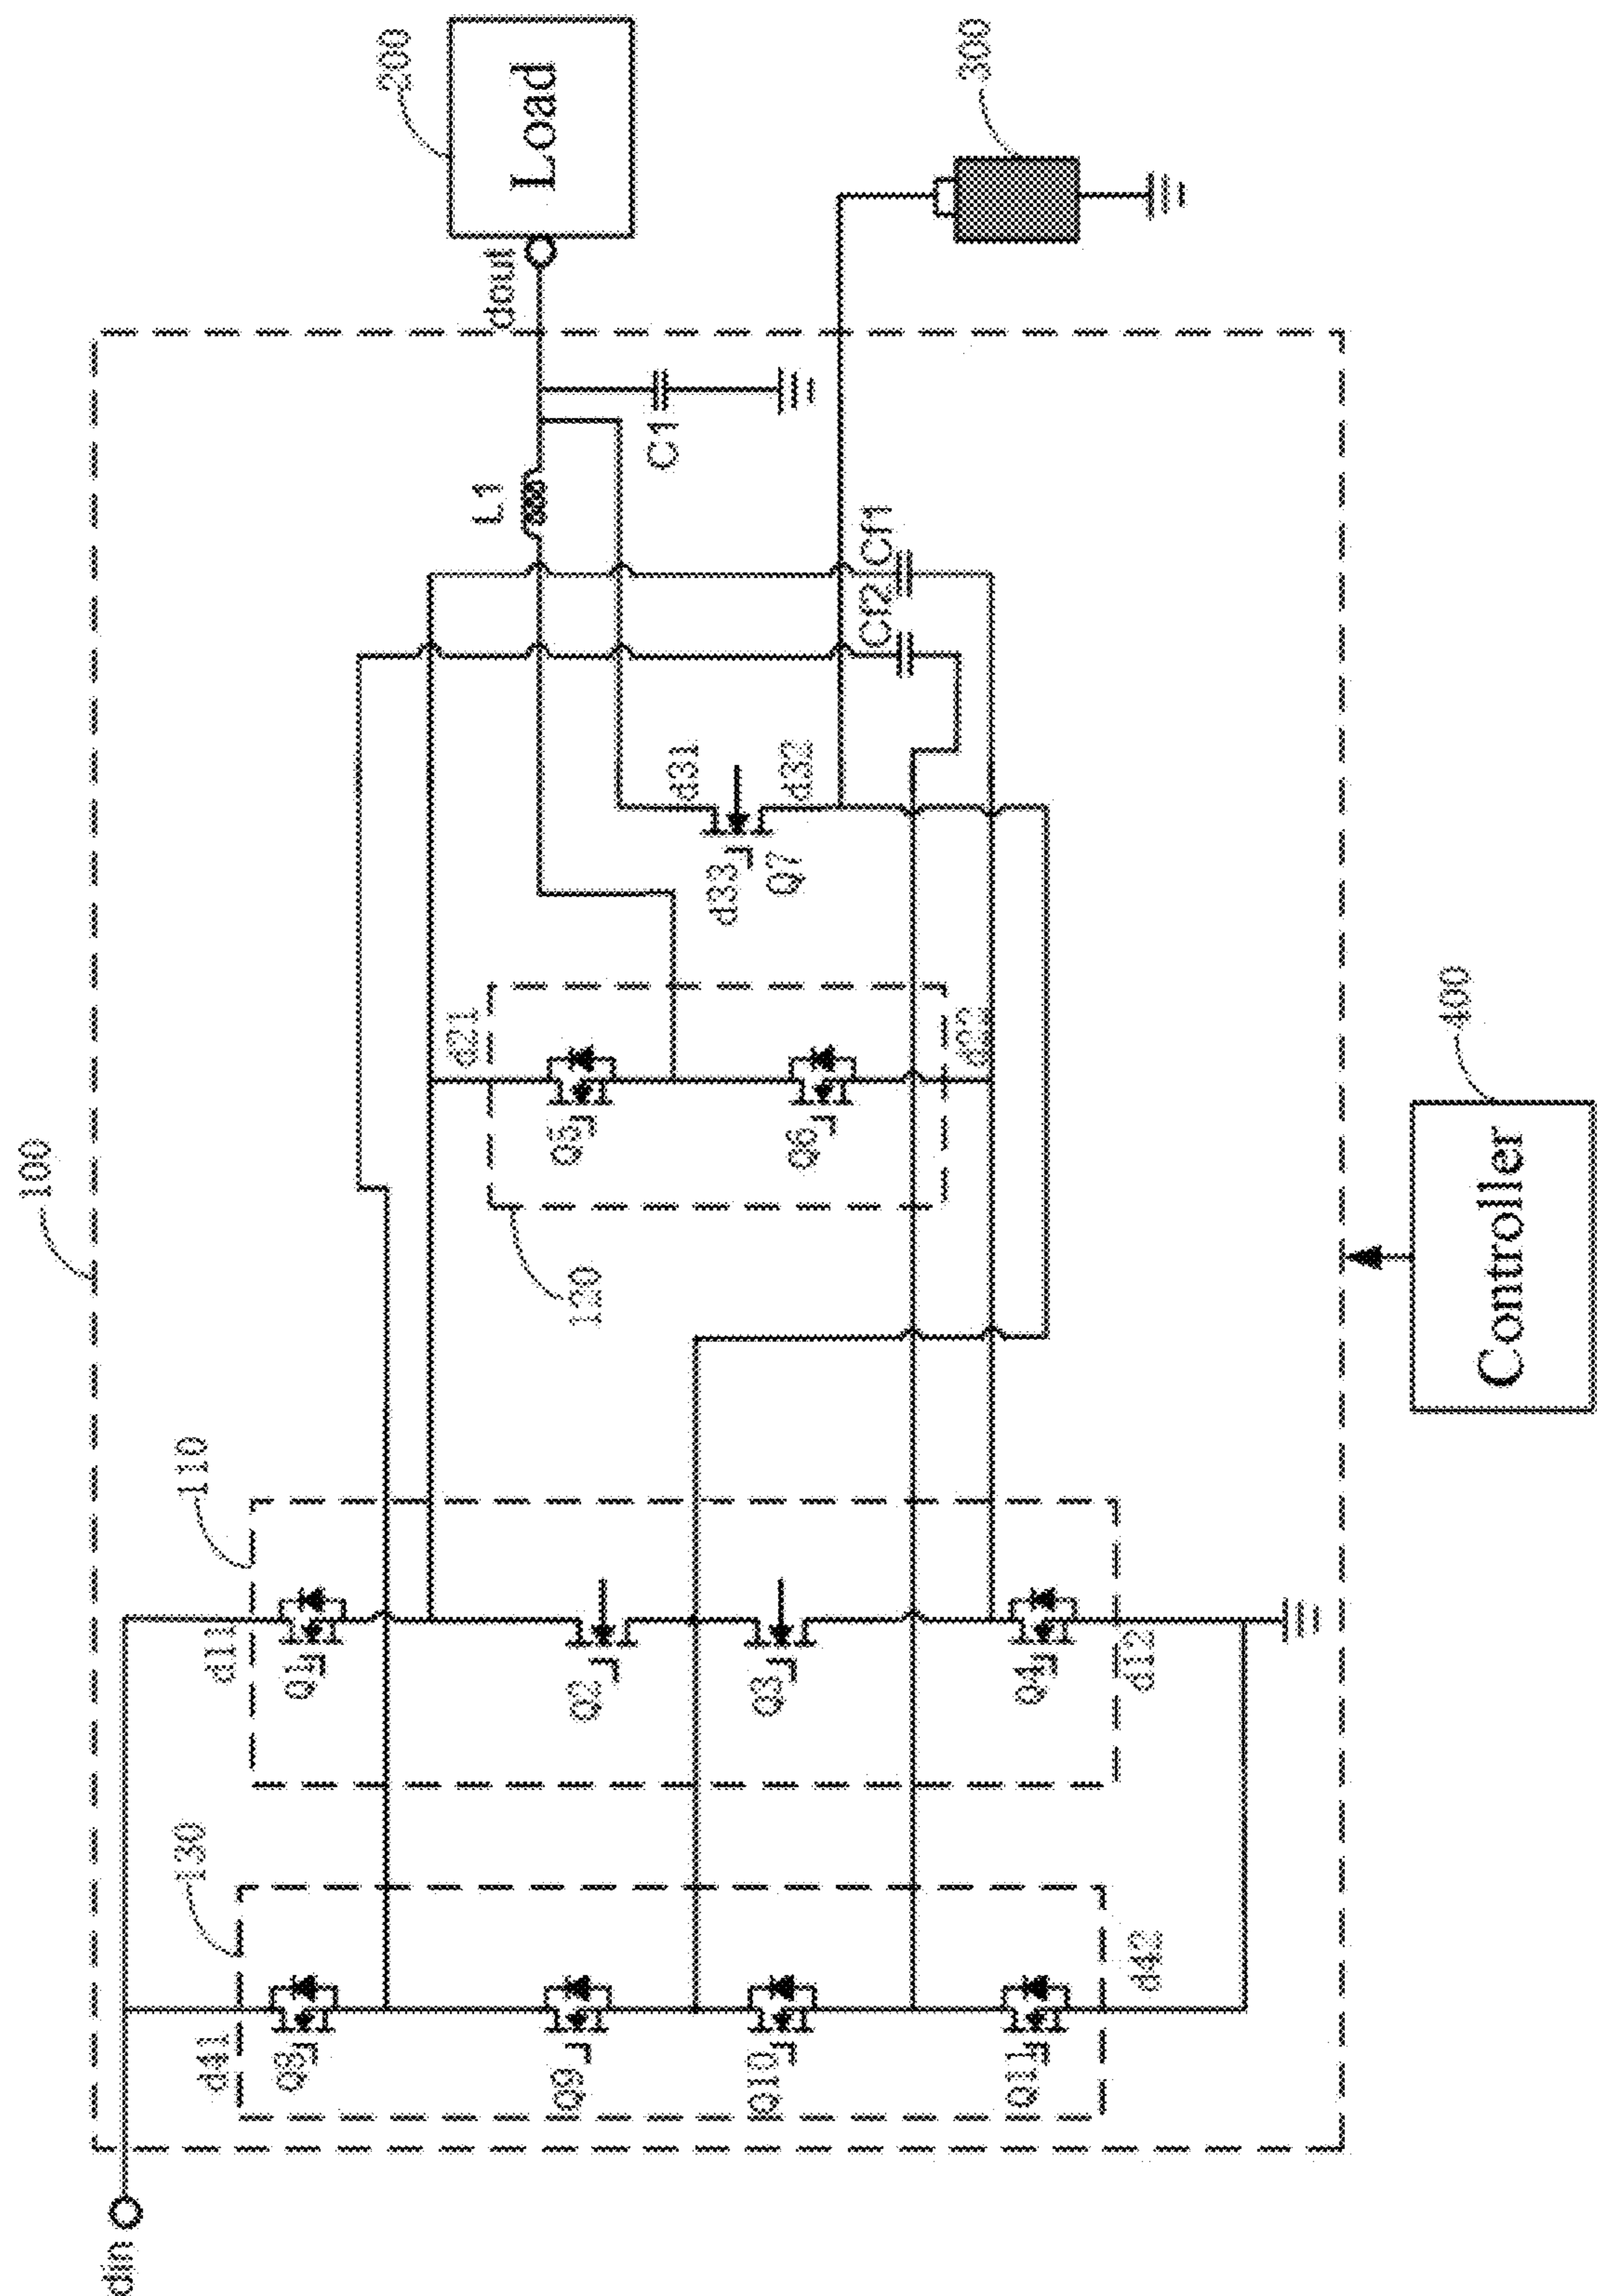 100
200
Load
dout
300
L1
C1
Cf1
Cf2
d31
d32
d33
Q7
d21
Q5
Q6
120
400
Controller
110
d11
Q1
Q2
Q3
Q4
d12
130
d41
Q8
Q9
Q10
Q11
d42
din